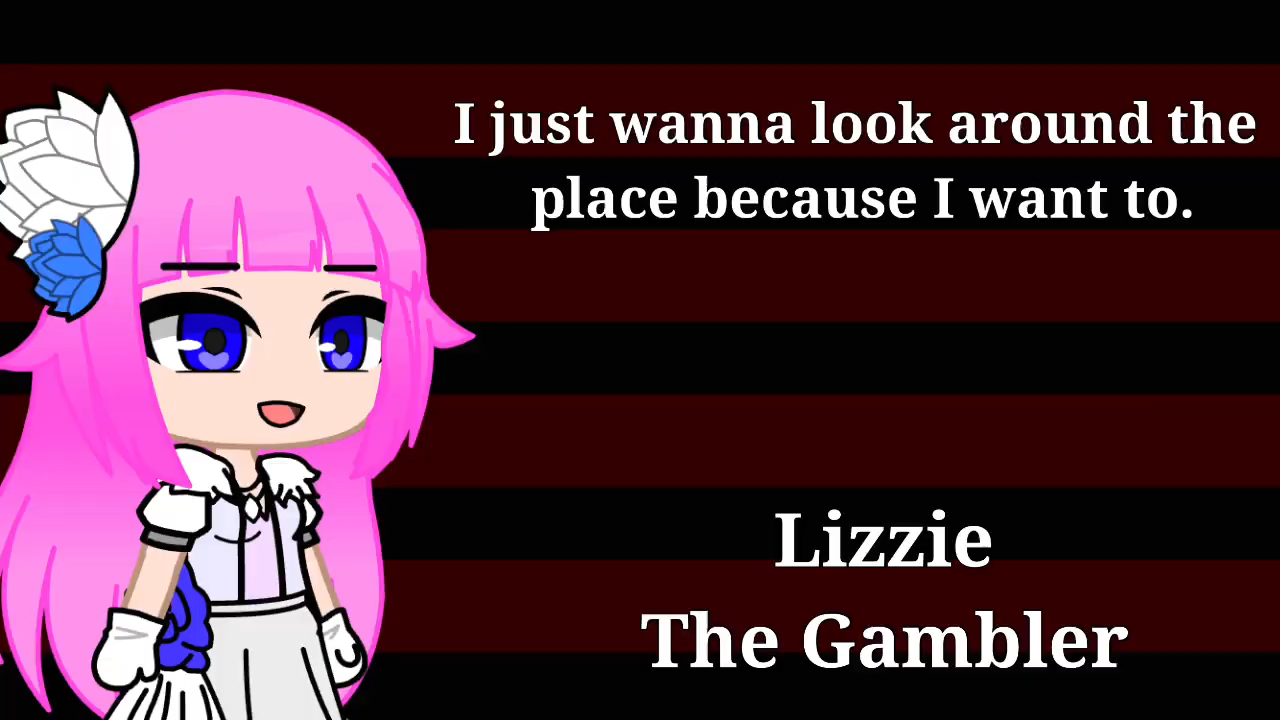 I just wanna look around the
place because I want to.
Lizzie
The Gambler